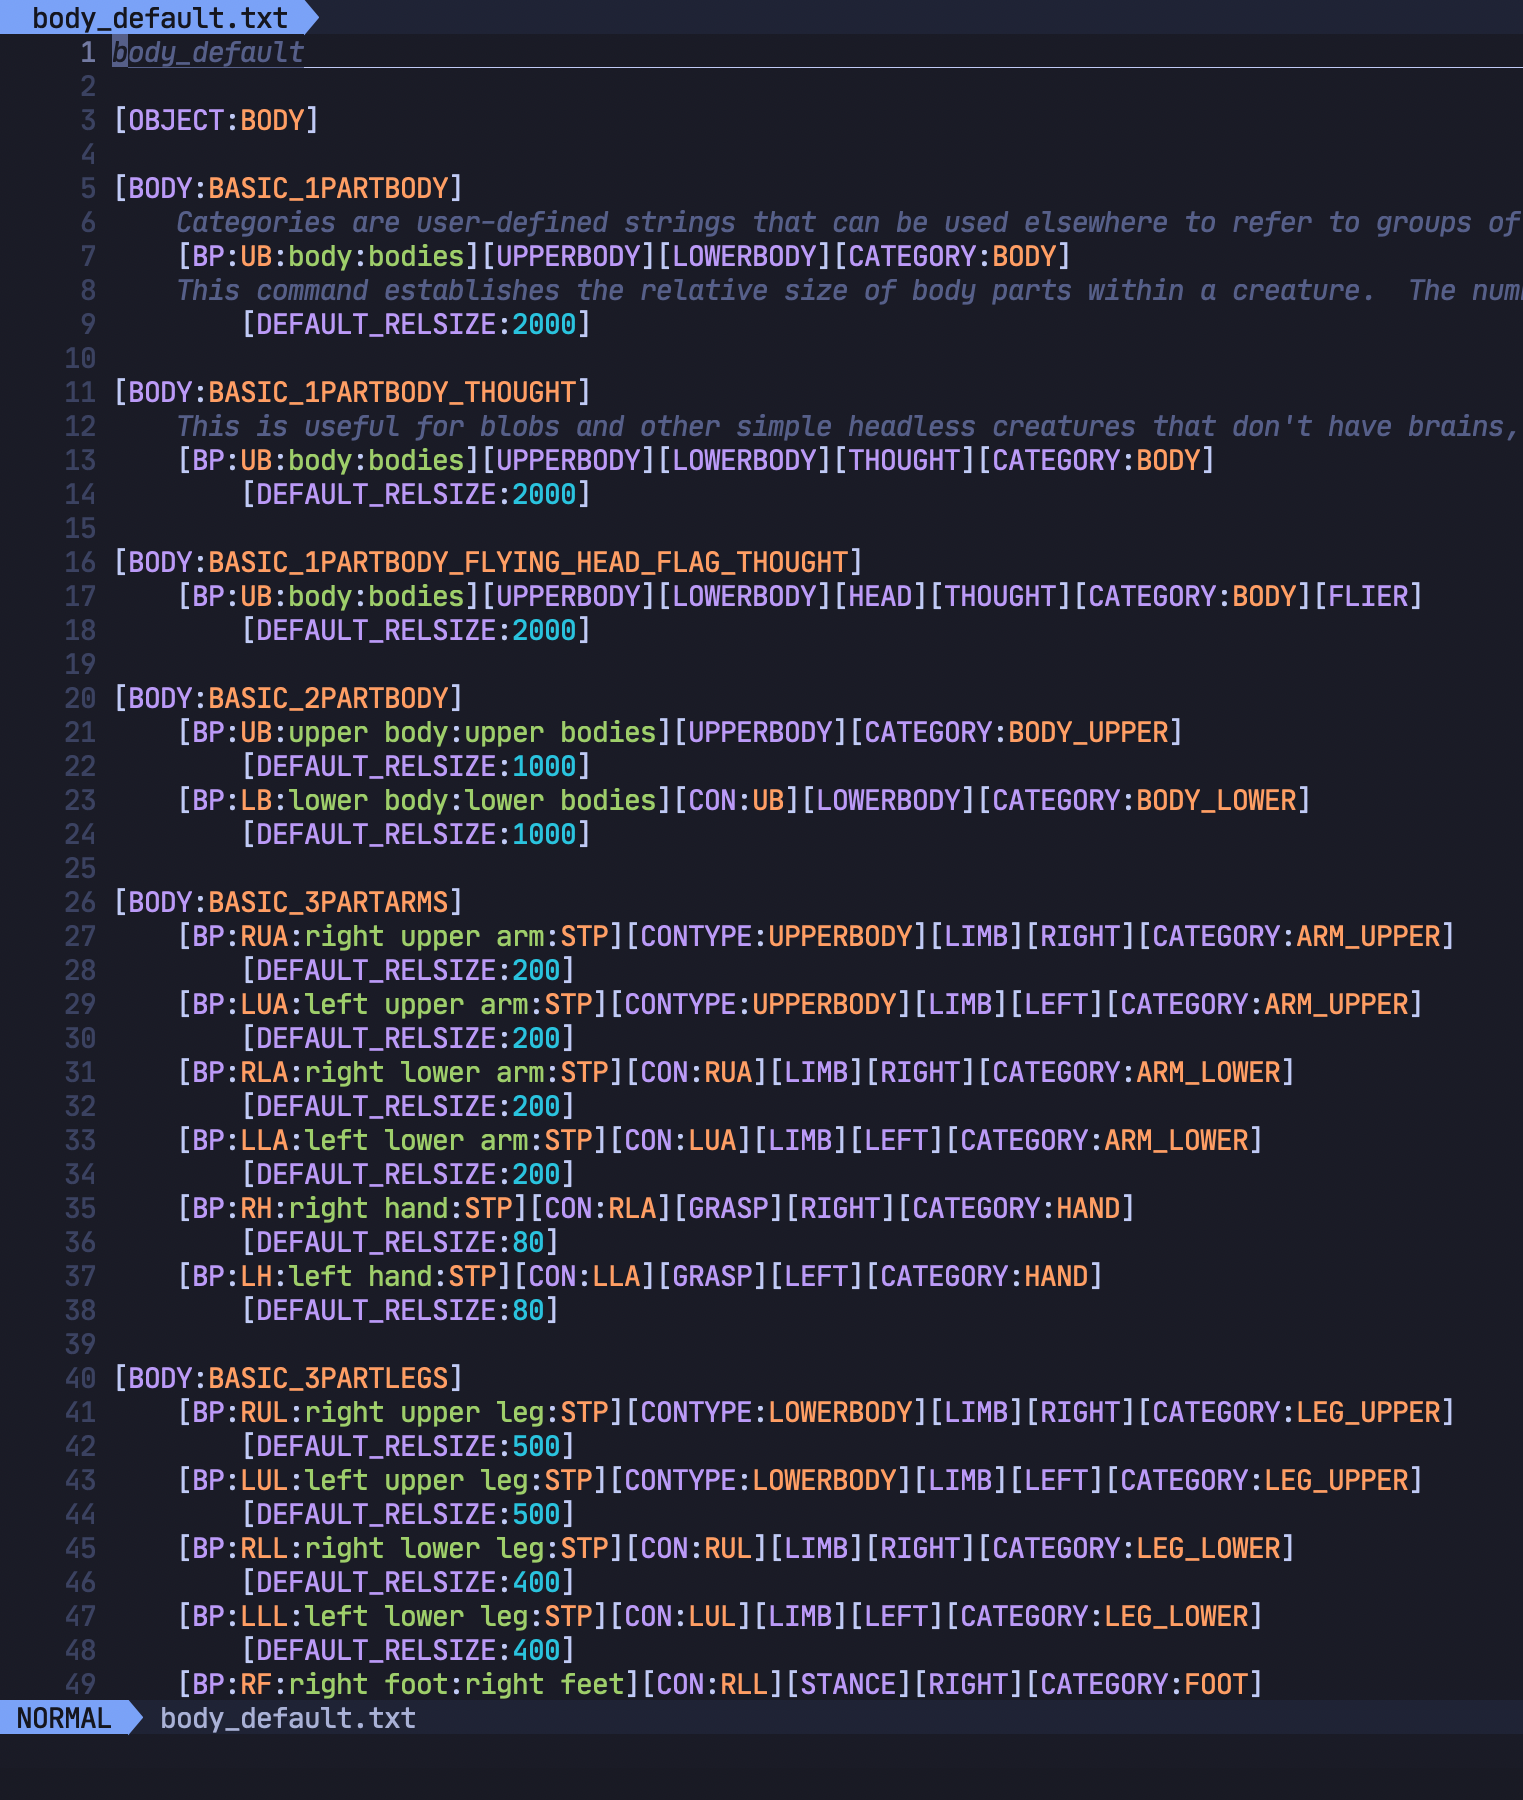 body_default.txt
1 body_default
2
3 [OBJECT:BODY]
4
5 [BODY:BASIC_1PARTBODY]
6     Categories are user-defined strings that can be used elsewhere to refer to groups of
7     [BP:UB:body:bodies][UPPERBODY][LOWERBODY][CATEGORY:BODY]
8     This command establishes the relative size of body parts within a creature.  The num
9         [DEFAULT_RELSIZE:2000]
10
11 [BODY:BASIC_1PARTBODY_THOUGHT]
12     This is useful for blobs and other simple headless creatures that don't have brains,
13     [BP:UB:body:bodies][UPPERBODY][LOWERBODY][THOUGHT][CATEGORY:BODY]
14         [DEFAULT_RELSIZE:2000]
15
16 [BODY:BASIC_1PARTBODY_FLYING_HEAD_FLAG_THOUGHT]
17     [BP:UB:body:bodies][UPPERBODY][LOWERBODY][HEAD][THOUGHT][CATEGORY:BODY][FLIER]
18         [DEFAULT_RELSIZE:2000]
19
20 [BODY:BASIC_2PARTBODY]
21     [BP:UB:upper body:upper bodies][UPPERBODY][CATEGORY:BODY_UPPER]
22         [DEFAULT_RELSIZE:1000]
23     [BP:LB:lower body:lower bodies][CON:UB][LOWERBODY][CATEGORY:BODY_LOWER]
24         [DEFAULT_RELSIZE:1000]
25
26 [BODY:BASIC_3PARTARMS]
27     [BP:RUA:right upper arm:STP][CONTYPE:UPPERBODY][LIMB][RIGHT][CATEGORY:ARM_UPPER]
28         [DEFAULT_RELSIZE:200]
29     [BP:LUA:left upper arm:STP][CONTYPE:UPPERBODY][LIMB][LEFT][CATEGORY:ARM_UPPER]
30         [DEFAULT_RELSIZE:200]
31     [BP:RLA:right lower arm:STP][CON:RUA][LIMB][RIGHT][CATEGORY:ARM_LOWER]
32         [DEFAULT_RELSIZE:200]
33     [BP:LLA:left lower arm:STP][CON:LUA][LIMB][LEFT][CATEGORY:ARM_LOWER]
34         [DEFAULT_RELSIZE:200]
35     [BP:RH:right hand:STP][CON:RLA][GRASP][RIGHT][CATEGORY:HAND]
36         [DEFAULT_RELSIZE:80]
37     [BP:LH:left hand:STP][CON:LLA][GRASP][LEFT][CATEGORY:HAND]
38         [DEFAULT_RELSIZE:80]
39
40 [BODY:BASIC_3PARTLEGS]
41     [BP:RUL:right upper leg:STP][CONTYPE:LOWERBODY][LIMB][RIGHT][CATEGORY:LEG_UPPER]
42         [DEFAULT_RELSIZE:500]
43     [BP:LUL:left upper leg:STP][CONTYPE:LOWERBODY][LIMB][LEFT][CATEGORY:LEG_UPPER]
44         [DEFAULT_RELSIZE:500]
45     [BP:RLL:right lower leg:STP][CON:RUL][LIMB][RIGHT][CATEGORY:LEG_LOWER]
46         [DEFAULT_RELSIZE:400]
47     [BP:LLL:left lower leg:STP][CON:LUL][LIMB][LEFT][CATEGORY:LEG_LOWER]
48         [DEFAULT_RELSIZE:400]
49     [BP:RF:right foot:right feet][CON:RLL][STANCE][RIGHT][CATEGORY:FOOT]
NORMAL body_default.txt